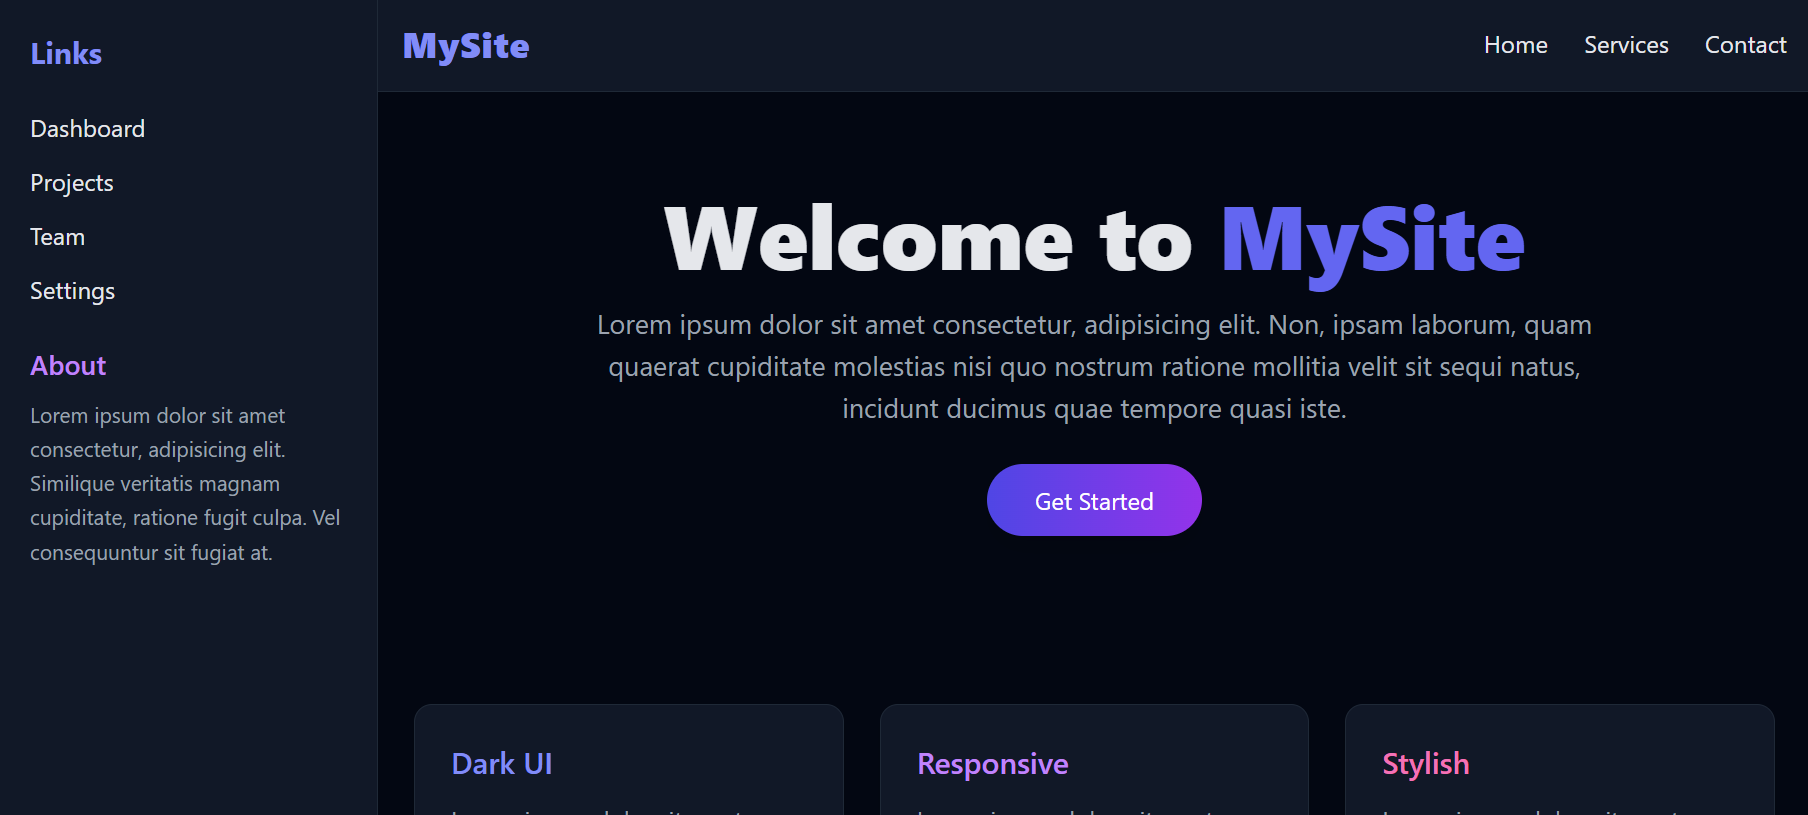 Links
Dashboard
Projects
Team
Settings
About
Lorem ipsum dolor sit amet
consectetur, adipisicing elit.
Similique veritatis magnam
cupiditate, ratione fugit culpa. Vel
consequuntur sit fugiat at.
MySite
Home Services Contact
Welcome to MySite
Lorem ipsum dolor sit amet consectetur, adipisicing elit. Non, ipsam laborum, quam
quaerat cupiditate molestias nisi quo nostrum ratione mollitia velit sit sequi natus,
incidunt ducimus quae tempore quasi iste.
Get Started
Dark UI
Responsive
Stylish